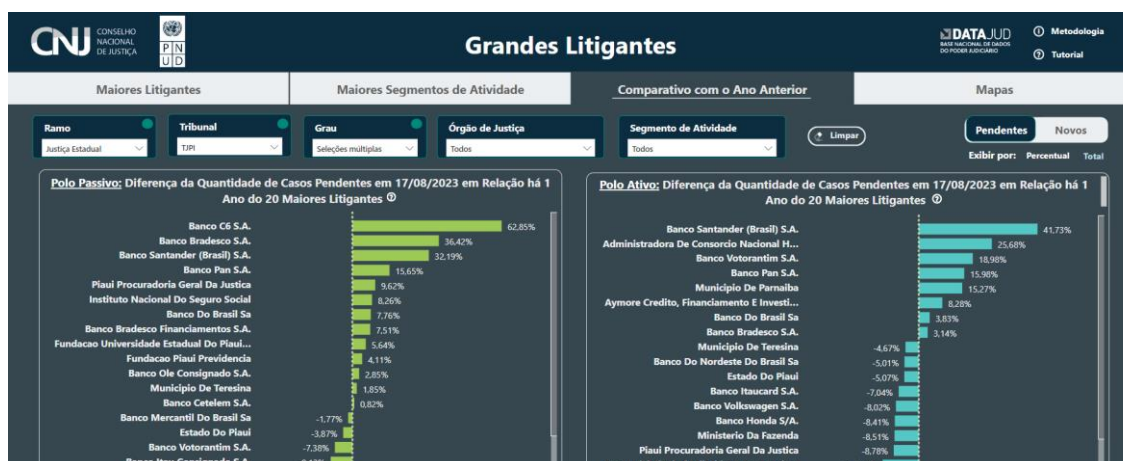 CNJ
CONSELHO
NACIONAL
DE JUSTIÇA
P N
U D
Grandes Litigantes
DATAJUD
BASE NACIONAL DE DADOS
DO PODER JUDICIÁRIO
Metodologia
Tutorial
Maiores Litigantes
Maiores Segmentos de Atividade
Comparativo com o Ano Anterior
Mapas
Ramo
Justiça Estadual
Tribunal
TJPI
Grau
Seleções múltiplas
Órgão de Justiça
Todos
Segmento de Atividade
Todos
Limpar
Pendentes Novos
Exibir por: Percentual Total
Polo Passivo: Diferença da Quantidade de Casos Pendentes em 17/08/2023 em Relação há 1
Ano do 20 Maiores Litigantes
Banco C6 S.A. 62,85%
Banco Bradesco S.A. 36,42%
Banco Santander (Brasil) S.A. 32,19%
Banco Pan S.A. 15,65%
Piaui Procuradoria Geral Da Justica 9,62%
Instituto Nacional Do Seguro Social 8,26%
Banco Do Brasil Sa 7,76%
Banco Bradesco Financiamentos S.A. 7,51%
Fundacao Universidade Estadual Do Piaui... 5,64%
Fundacao Piaui Previdencia 4,11%
Banco Ole Consignado S.A. 2,85%
Municipio De Teresina 1,85%
Banco Cetelem S.A. 0,82%
Banco Mercantil Do Brasil Sa -1,77%
Estado Do Piaui -3,87%
Banco Votorantim S.A. -7,38%
Banco Itau Consignado S.A.
Polo Ativo: Diferença da Quantidade de Casos Pendentes em 17/08/2023 em Relação há 1
Ano do 20 Maiores Litigantes
Banco Santander (Brasil) S.A. 41,73%
Administradora De Consorcio Nacional H... 25,68%
Banco Votorantim S.A. 18,98%
Banco Pan S.A. 15,98%
Municipio De Parnaiba 15,27%
Aymore Credito, Financiamento E Investi... 8,28%
Banco Do Brasil Sa 3,83%
Banco Bradesco S.A. 3,14%
Municipio De Teresina -4,67%
Banco Do Nordeste Do Brasil Sa -5,01%
Estado Do Piaui -5,07%
Banco Itaucard S.A. -7,04%
Banco Volkswagen S.A. -8,02%
Banco Honda S/A. -8,41%
Ministerio Da Fazenda -8,51%
Piaui Procuradoria Geral Da Justica -8,78%